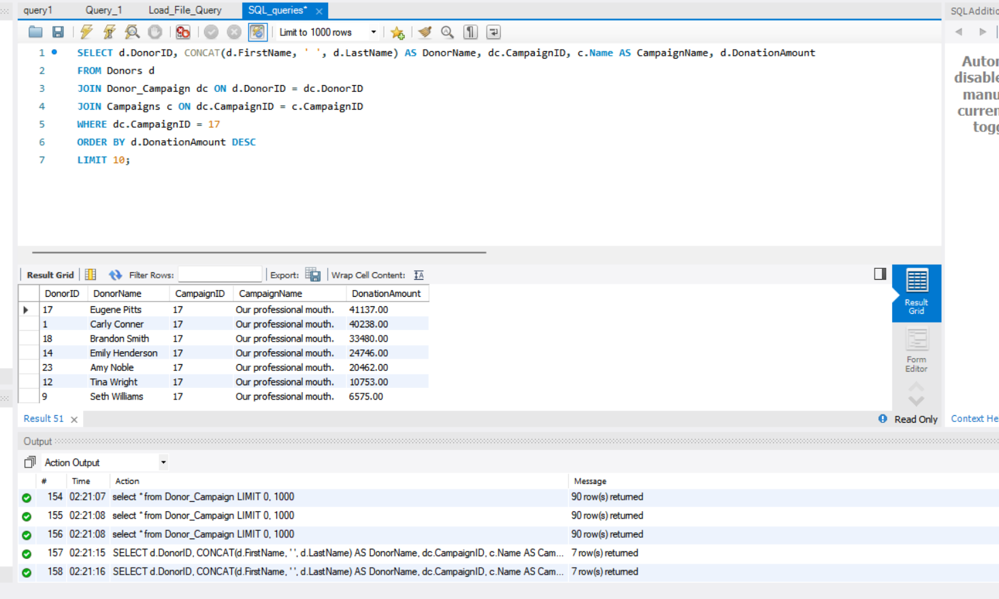 query1 Query_1 Load_File_Query SQL_queries* SQLAdditio
Limit to 1000 rows
1 SELECT d.DonorID, CONCAT(d.FirstName, ' ', d.LastName) AS DonorName, dc.CampaignID, c.Name AS CampaignName, d.DonationAmount
2 FROM Donors d
3 JOIN Donor_Campaign dc ON d.DonorID = dc.DonorID
4 JOIN Campaigns c ON dc.CampaignID = c.CampaignID
5 WHERE dc.CampaignID = 17
6 ORDER BY d.DonationAmount DESC
7 LIMIT 10;
Autor
disable
manu
curren
togg
Result Grid Filter Rows: Export: Wrap Cell Content:
DonorID DonorName CampaignID CampaignName DonationAmount
17 Eugene Pitts 17 Our professional mouth. 41137.00
1 Carly Conner 17 Our professional mouth. 40238.00
18 Brandon Smith 17 Our professional mouth. 33480.00
14 Emily Henderson 17 Our professional mouth. 24746.00
23 Amy Noble 17 Our professional mouth. 20462.00
12 Tina Wright 17 Our professional mouth. 10753.00
9 Seth Williams 17 Our professional mouth. 6575.00
Result
Grid
Form
Editor
Result 51 Read Only Context He
Output
Action Output
# Time Action Message
154 02:21:07 select * from Donor_Campaign LIMIT 0, 1000 90 row(s) returned
155 02:21:08 select * from Donor_Campaign LIMIT 0, 1000 90 row(s) returned
156 02:21:08 select * from Donor_Campaign LIMIT 0, 1000 90 row(s) returned
157 02:21:15 SELECT d.DonorID, CONCAT(d.FirstName, ' ', d.LastName) AS DonorName, dc.CampaignID, c.Name AS Cam... 7 row(s) returned
158 02:21:16 SELECT d.DonorID, CONCAT(d.FirstName, ' ', d.LastName) AS DonorName, dc.CampaignID, c.Name AS Cam... 7 row(s) returned